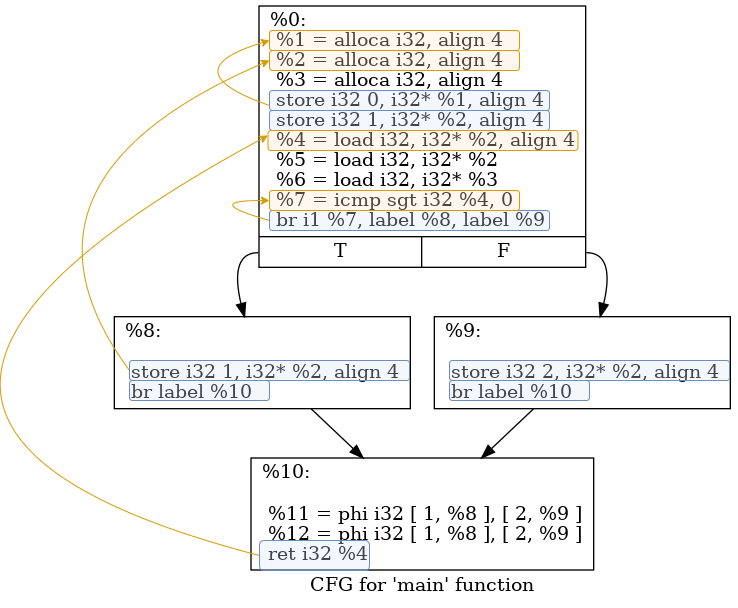 %0:
%1 = alloca i32, align 4
%2 = alloca i32, align 4
%3 = alloca i32, align 4
store i32 0, i32* %1, align 4
store i32 1, i32* %2, align 4
%4 = load i32, i32* %2, align 4
%5 = load i32, i32* %2
%6 = load i32, i32* %3
%7 = icmp sgt i32 %4, 0
br i1 %7, label %8, label %9
T F
%8:
store i32 1, i32* %2, align 4
br label %10
%9:
store i32 2, i32* %2, align 4
br label %10
%10:
%11 = phi i32 [ 1, %8 ], [ 2, %9 ]
%12 = phi i32 [ 1, %8 ], [ 2, %9 ]
ret i32 %4
CFG for 'main' function